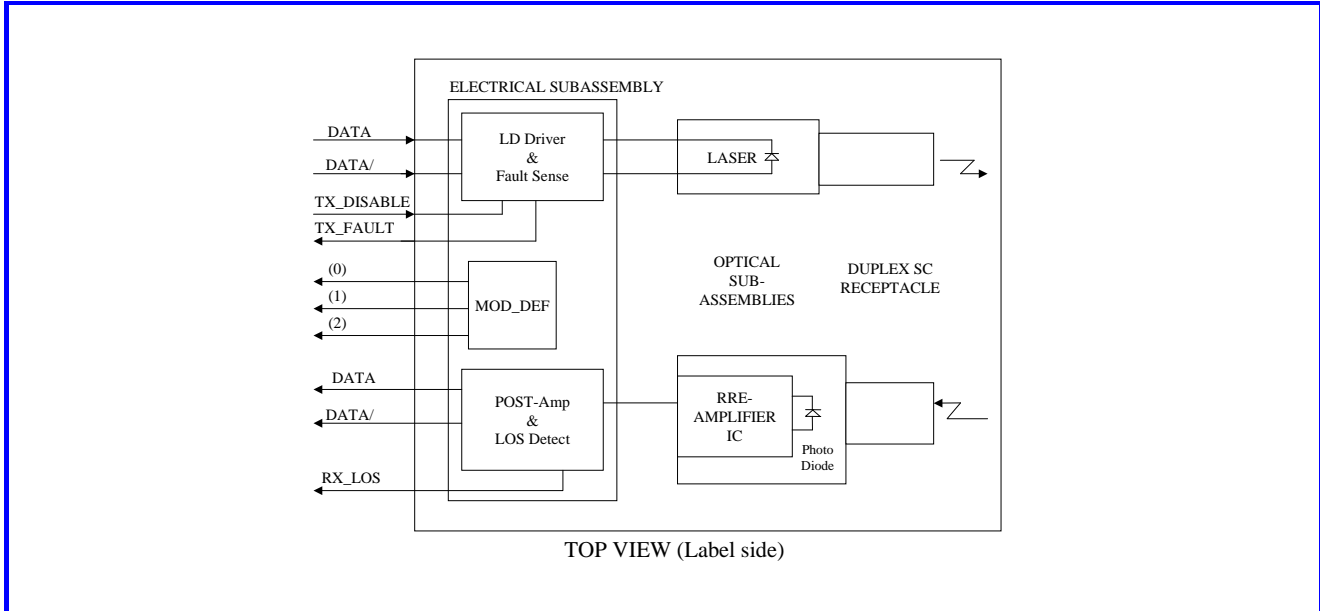 ELECTRICAL SUBASSEMBLY
DATA
DATA/
TX_DISABLE
TX_FAULT
LD Driver
&
Fault Sense
LASER
(0)
(1)
(2)
MOD_DEF
OPTICAL
SUB-
ASSEMBLIES
DUPLEX SC
RECEPTACLE
DATA
DATA/
RX_LOS
POST-Amp
&
LOS Detect
RRE-
AMPLIFIER
IC
Photo
Diode
TOP VIEW (Label side)